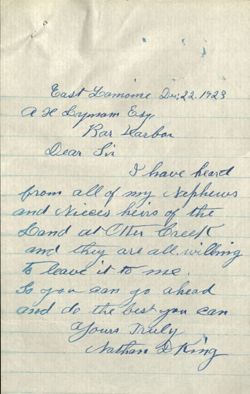 East Lamoine Dec. 22. 1923
A H Lynam Esq
Bar Harbor
Dear Sir
I have heard
from all of my Nephews
and Nieces heirs of the
Land at Otter Creek
and they are all willing
to leave it to me.
So you can go ahead
and do the best you can
Yours Truly
Nathan D King